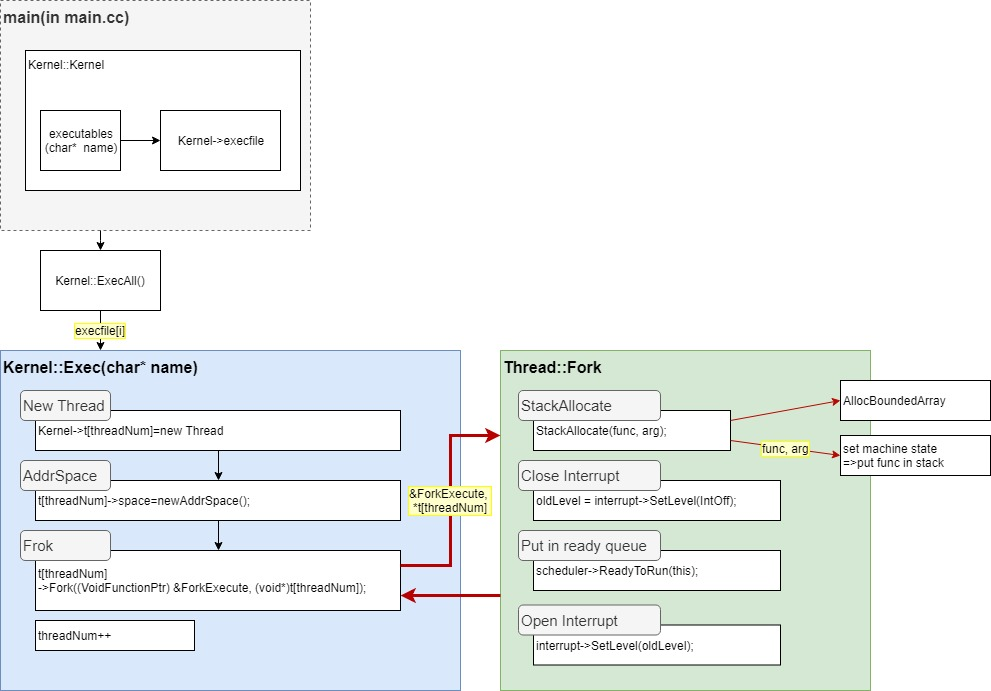 main(in main.cc)
Kernel::Kernel
executables
(char*  name)
Kernel->execfile
Kernel::ExecAll()
execfile[i]
Kernel::Exec(char* name)
New Thread
Kernel->t[threadNum]=new Thread
AddrSpace
t[threadNum]->space=newAddrSpace();
Frok
t[threadNum]
->Fork((VoidFunctionPtr) &ForkExecute, (void*)t[threadNum]);
threadNum++
&ForkExecute,
*t[threadNum]
Thread::Fork
StackAllocate
StackAllocate(func, arg);
AllocBoundedArray
func, arg
set machine state
=>put func in stack
Close Interrupt
oldLevel = interrupt->SetLevel(IntOff);
Put in ready queue
scheduler->ReadyToRun(this);
Open Interrupt
interrupt->SetLevel(oldLevel);